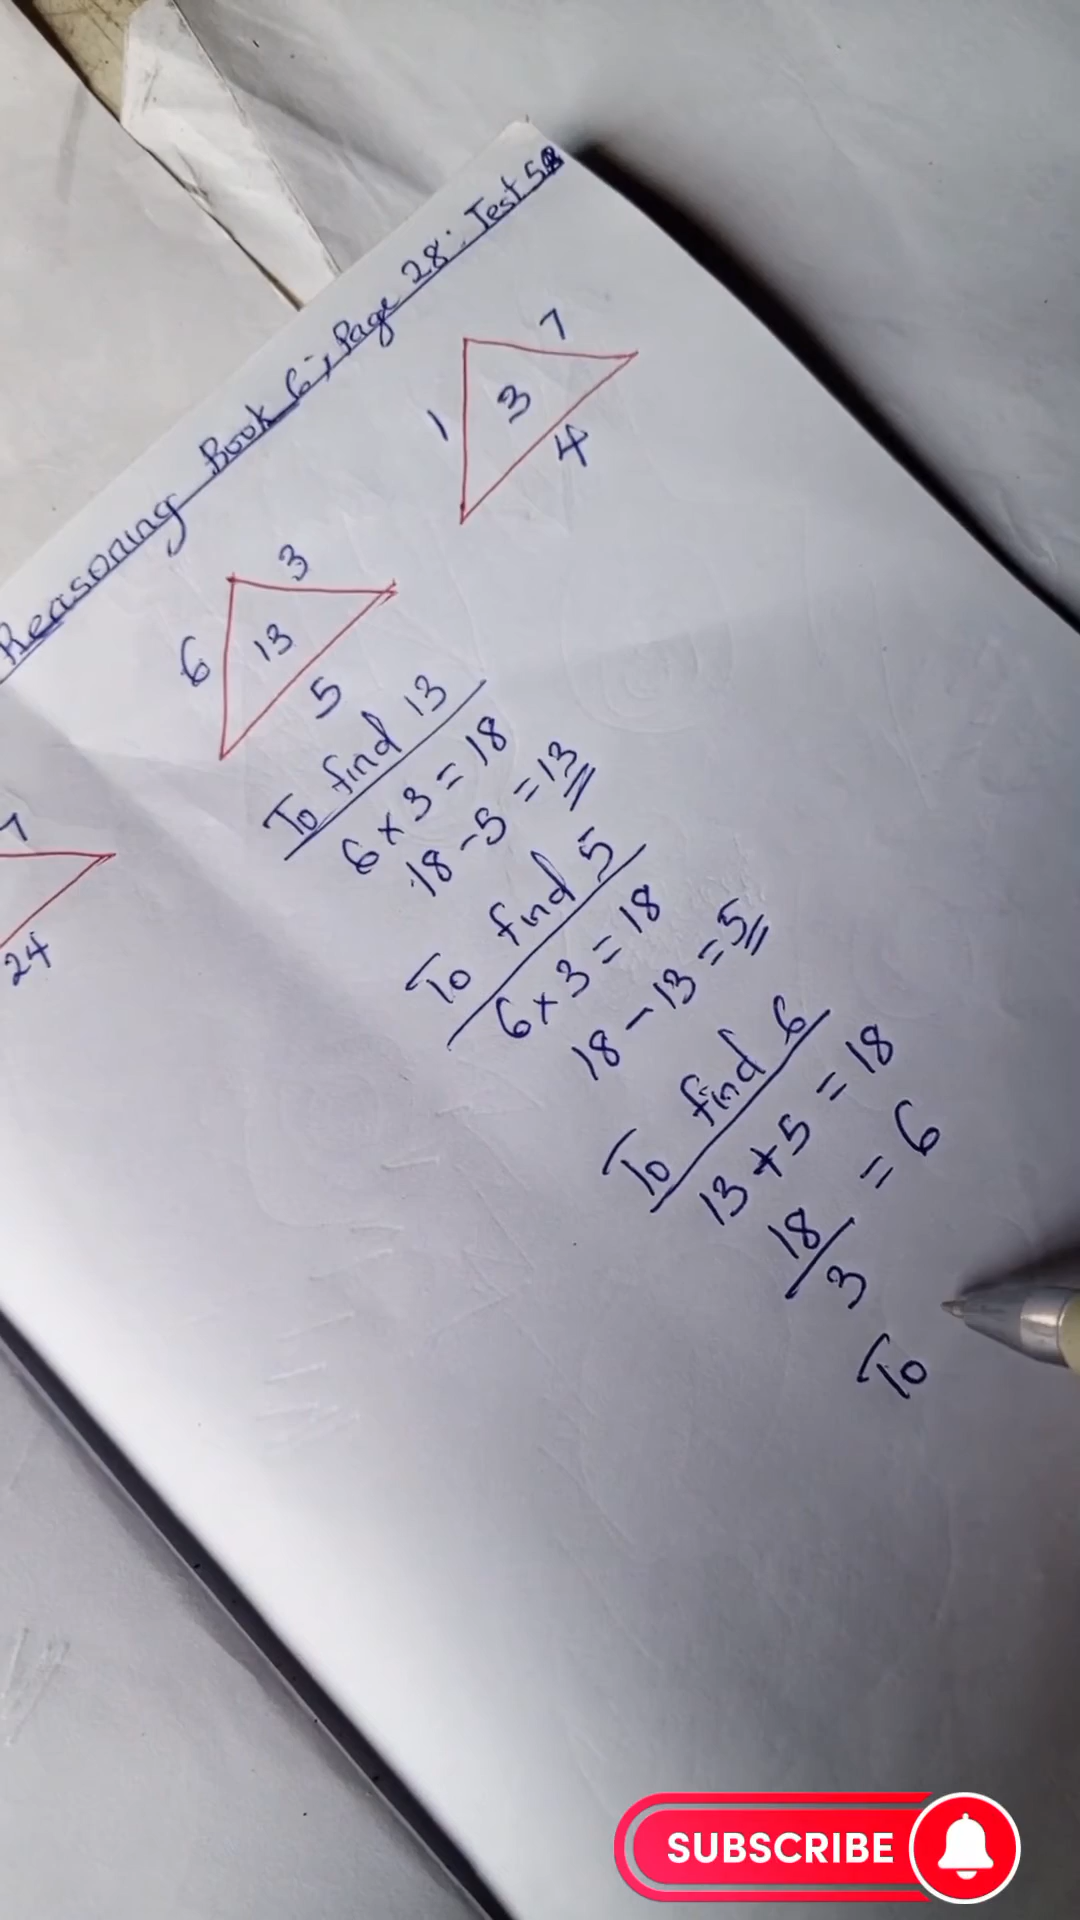 Reasoning Book 6, Page 28: Test 5
7
1
3
4
3
6
13
5
7
24
To find 13
6 × 3 = 18
18 - 5 = 13
To find 5
6 × 3 = 18
18 - 13 = 5
To find 6
13 + 5 = 18
18/3 = 6
To
SUBSCRIBE